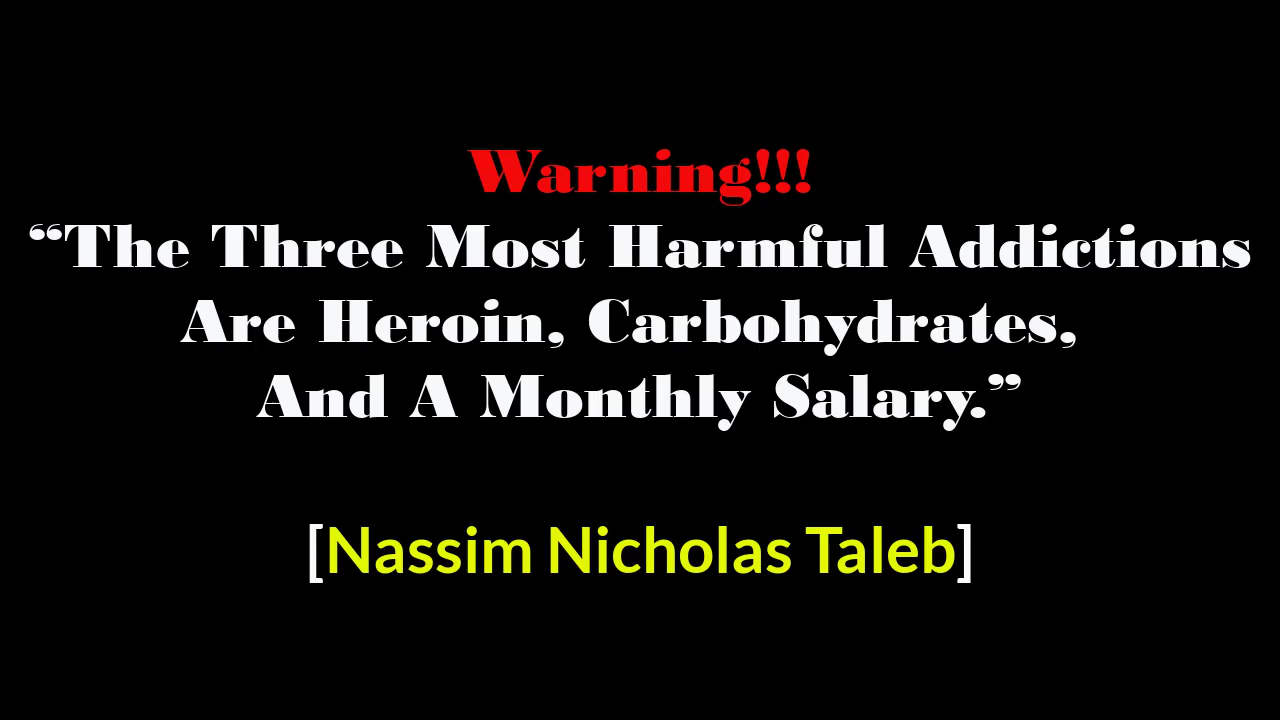 Warning!!!
“The Three Most Harmful Addictions
Are Heroin, Carbohydrates,
And A Monthly Salary.”
[Nassim Nicholas Taleb]